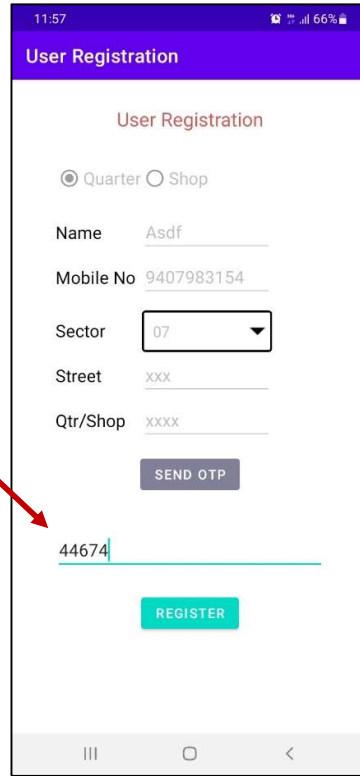 11:57 66%
User Registration
User Registration
Quarter Shop
Name Asdf
Mobile No 9407983154
Sector 07
Street xxx
Qtr/Shop xxxx
SEND OTP
44674
REGISTER